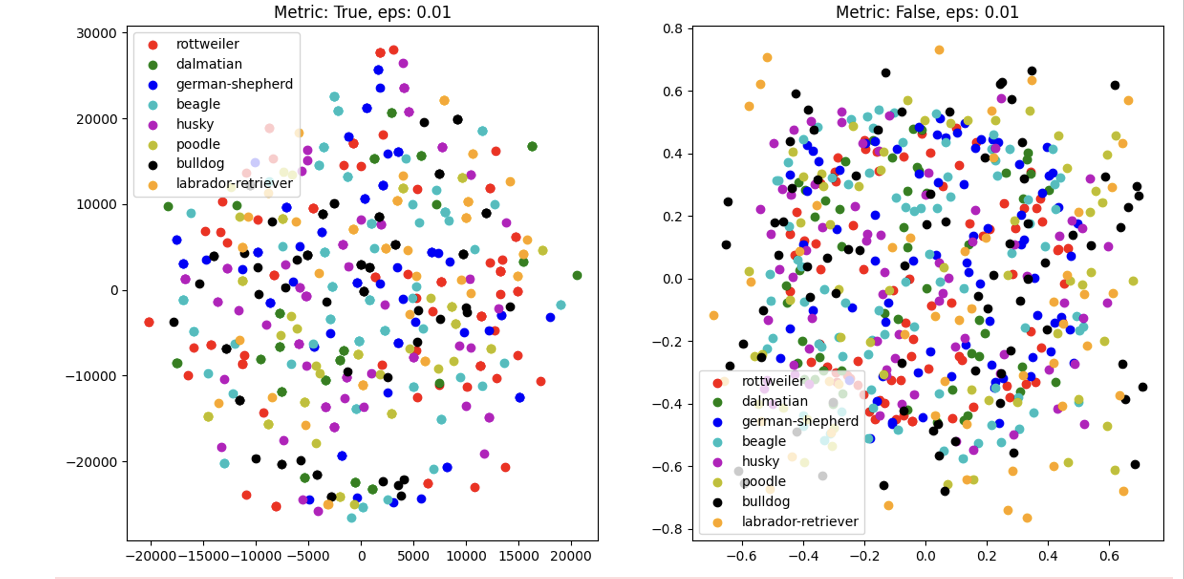 Metric: True, eps: 0.01
30000
20000
10000
0
−10000
−20000
−20000 −15000 −10000 −5000 0 5000 10000 15000 20000
rottweiler
dalmatian
german-shepherd
beagle
husky
poodle
bulldog
labrador-retriever
Metric: False, eps: 0.01
0.8
0.6
0.4
0.2
0.0
−0.2
−0.4
−0.6
−0.8
−0.6 −0.4 −0.2 0.0 0.2 0.4 0.6
rottweiler
dalmatian
german-shepherd
beagle
husky
poodle
bulldog
labrador-retriever